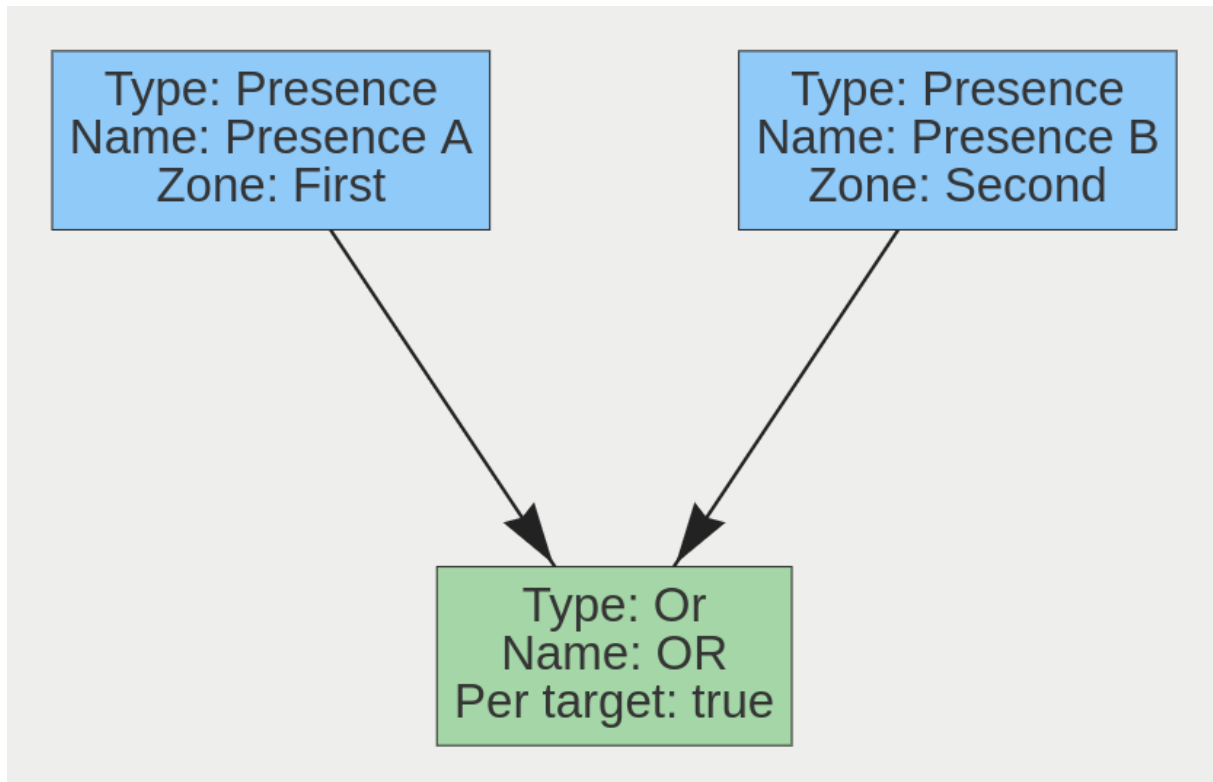 Type: Presence
Name: Presence A
Zone: First
Type: Presence
Name: Presence B
Zone: Second
Type: Or
Name: OR
Per target: true